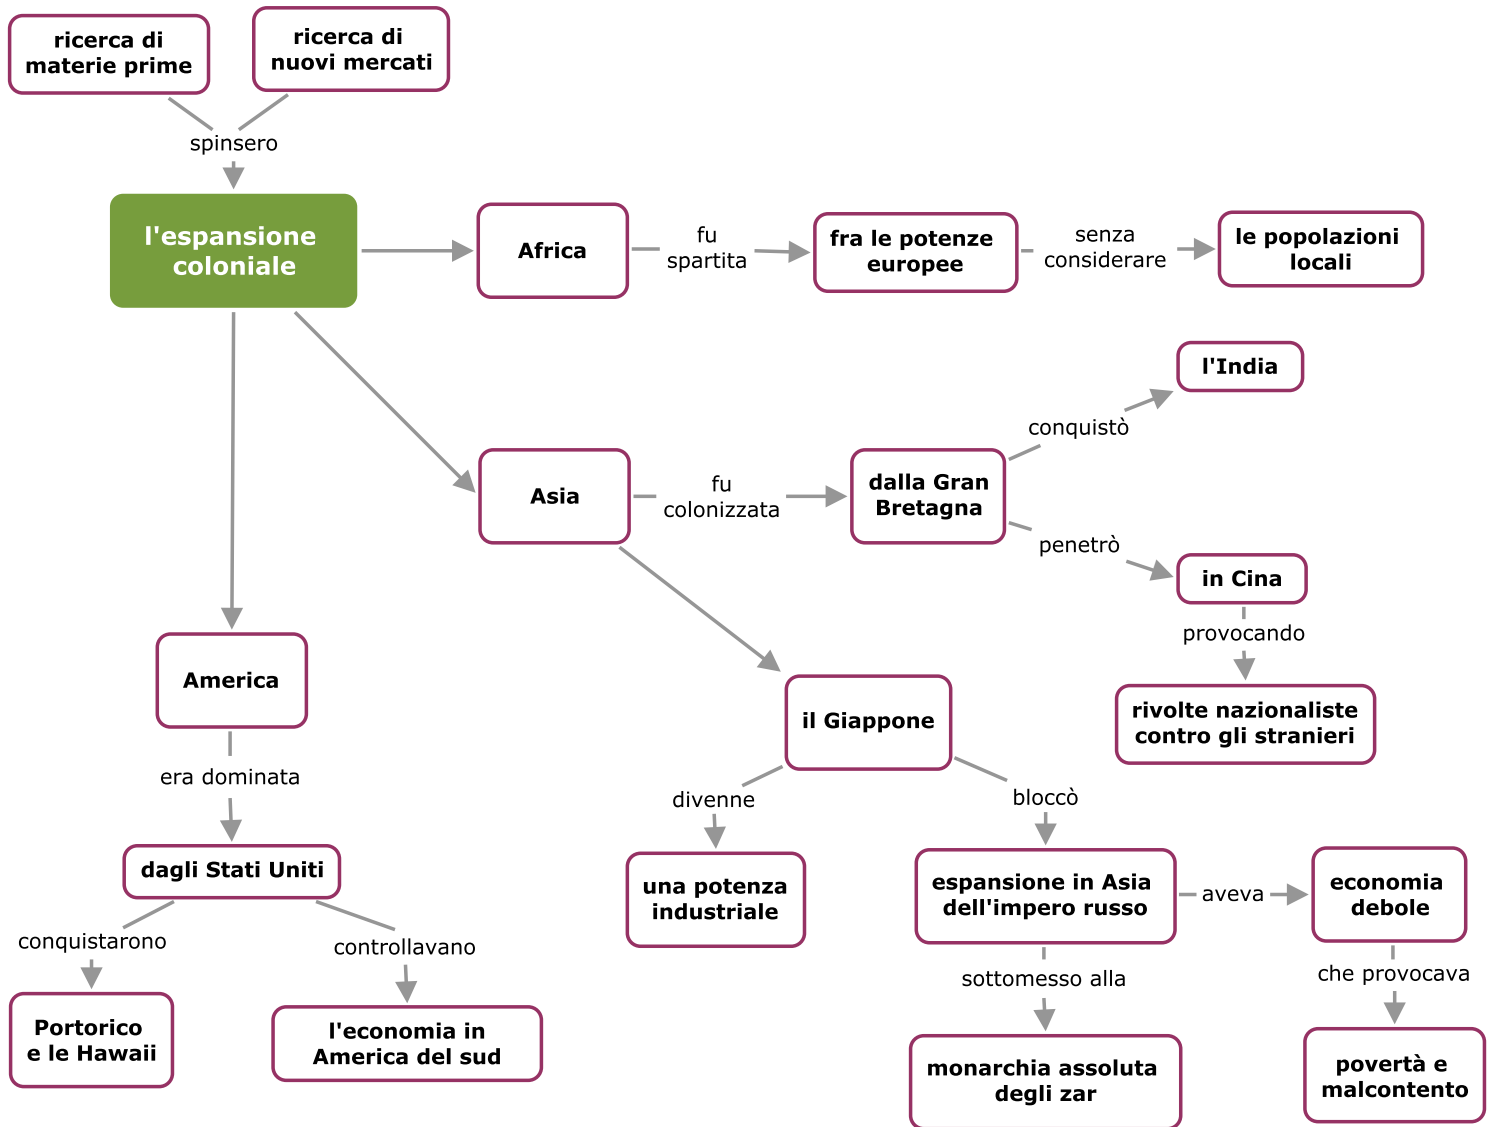 ricerca di
materie prime
ricerca di
nuovi mercati
spinsero
l'espansione
coloniale
Africa
fu
spartita
fra le potenze
europee
senza
considerare
le popolazioni
locali
Asia
fu
colonizzata
dalla Gran
Bretagna
conquistò
l'India
penetrò
in Cina
provocando
rivolte nazionaliste
contro gli stranieri
il Giappone
divenne
una potenza
industriale
bloccò
espansione in Asia
dell'impero russo
aveva
economia
debole
sottomesso alla
monarchia assoluta
degli zar
che provocava
povertà e
malcontento
America
era dominata
dagli Stati Uniti
conquistarono
Portorico
e le Hawaii
controllavano
l'economia in
America del sud